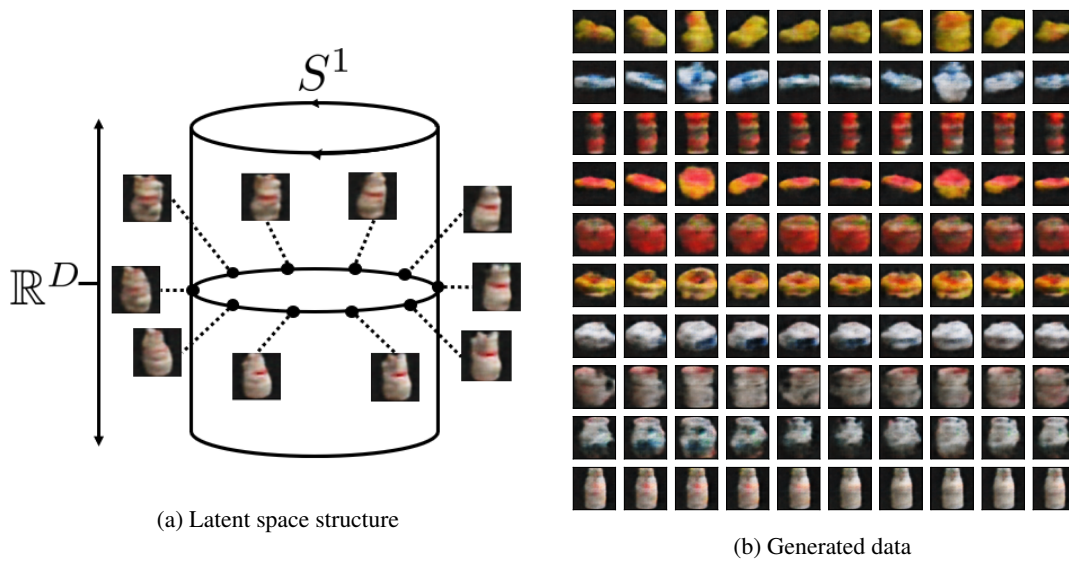 S¹
ℝᴰ
(a) Latent space structure
(b) Generated data